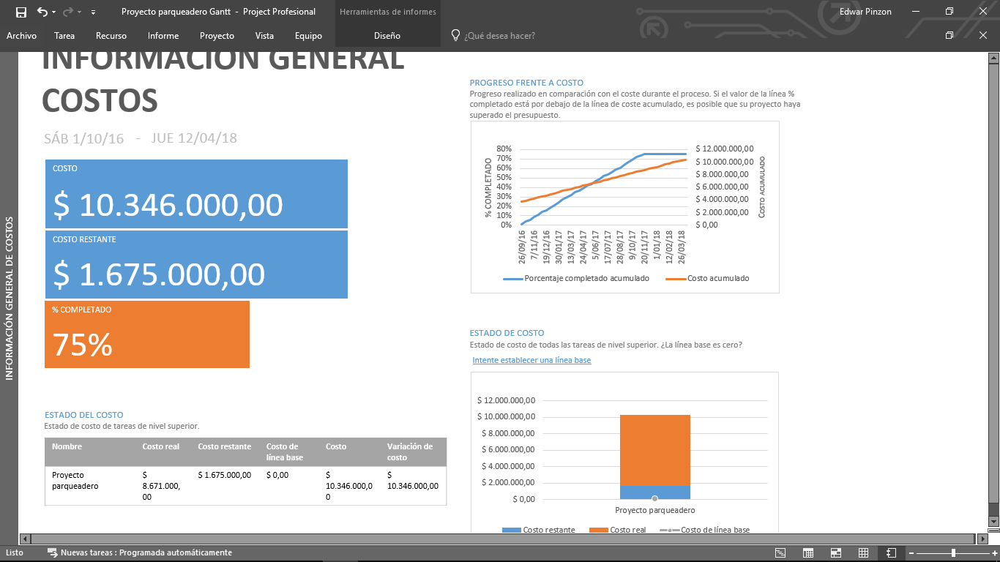 Proyecto parqueadero Gantt - Project Profesional
Herramientas de informes
Edwar Pinzon
Archivo Tarea Recurso Informe Proyecto Vista Equipo Diseño ¿Qué desea hacer?
INFORMACIÓN GENERAL DE COSTOS
INFORMACIÓN GENERAL
COSTOS
SÁB 1/10/16 - JUE 12/04/18
COSTO
$ 10.346.000,00
COSTO RESTANTE
$ 1.675.000,00
% COMPLETADO
75%
ESTADO DEL COSTO
Estado de costo de tareas de nivel superior.
Nombre Costo real Costo restante Costo de Costo Variación de
línea base costo
Proyecto $ $ 1.675.000,00 $ 0,00 $ $
parqueadero 8.671.000, 10.346.000,0 10.346.000,00
00 0
PROGRESO FRENTE A COSTO
Progreso realizado en comparación con el coste durante el proceso. Si el valor de la línea %
completado está por debajo de la línea de coste acumulado, es posible que su proyecto haya
superado el presupuesto.
% COMPLETADO
80%
70%
60%
50%
40%
30%
20%
10%
0%
$ 12.000.000,00
$ 10.000.000,00
$ 8.000.000,00
$ 6.000.000,00
$ 4.000.000,00
$ 2.000.000,00
$ 0,00
COSTO ACUMULADO
26/09/16
7/11/16
19/12/16
30/01/17
13/03/17
24/04/17
5/06/17
17/07/17
28/08/17
9/10/17
20/11/17
1/01/18
12/02/18
26/03/18
Porcentaje completado acumulado Costo acumulado
ESTADO DE COSTO
Estado de costo de todas las tareas de nivel superior. ¿La línea base es cero?
Intente establecer una línea base
$ 12.000.000,00
$ 10.000.000,00
$ 8.000.000,00
$ 6.000.000,00
$ 4.000.000,00
$ 2.000.000,00
$ 0,00
Proyecto parqueadero
Costo restante Costo real Costo de línea base
Listo Nuevas tareas : Programada automáticamente